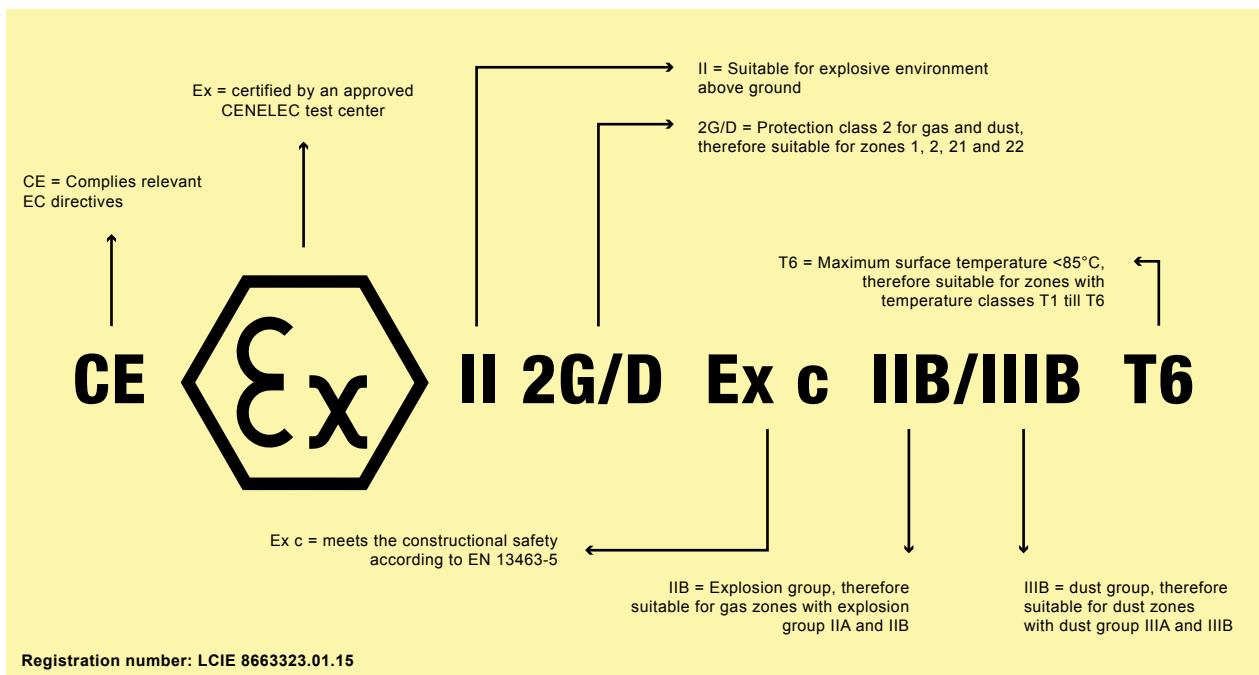 II = Suitable for explosive environment
above ground
Ex = certified by an approved
CENELEC test center
2G/D = Protection class 2 for gas and dust,
therefore suitable for zones 1, 2, 21 and 22
CE = Complies relevant
EC directives
T6 = Maximum surface temperature <85°C,
therefore suitable for zones with
temperature classes T1 till T6
CE Ex II 2G/D Ex c IIB/IIIB T6
Ex c = meets the constructional safety
according to EN 13463-5
IIB = Explosion group, therefore
suitable for gas zones with explosion
group IIA and IIB
IIIB = dust group, therefore
suitable for dust zones
with dust group IIIA and IIIB
Registration number: LCIE 8663323.01.15